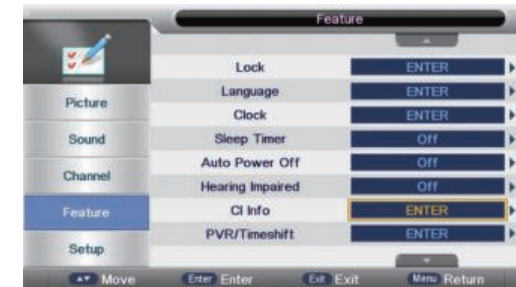 Feature
Lock ENTER
Language ENTER
Clock ENTER
Sleep Timer Off
Auto Power Off Off
Hearing Impaired Off
CI Info ENTER
PVR/Timeshift ENTER
Picture
Sound
Channel
Feature
Setup
Move Enter Enter Exit Exit Menu Return